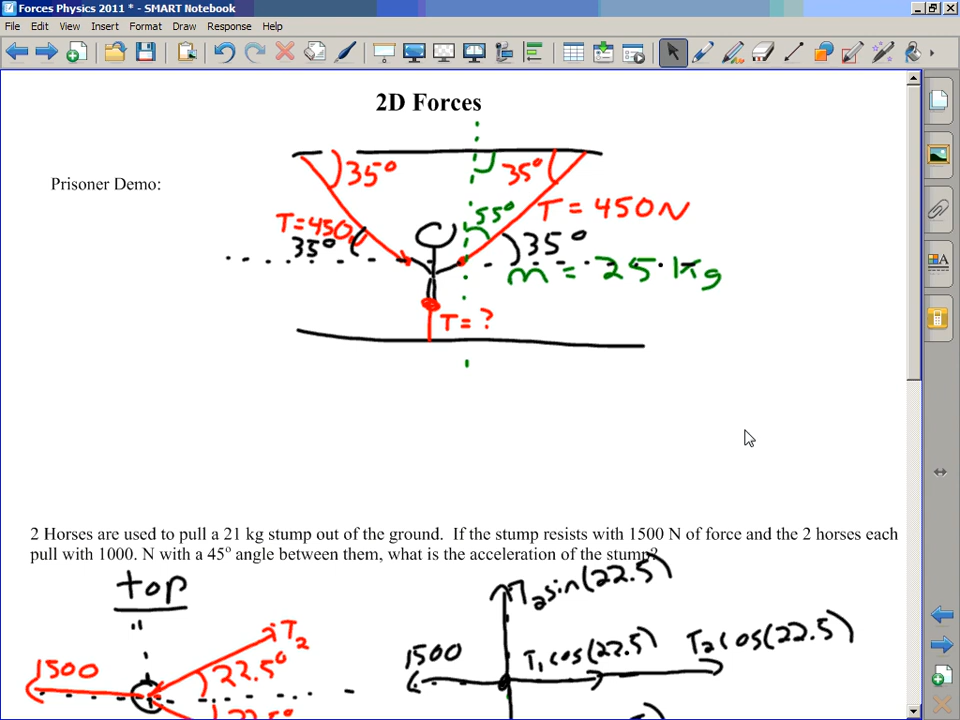 Forces Physics 2011 * - SMART Notebook
File Edit View Insert Format Draw Response Help
2D Forces
Prisoner Demo:
35° 35°
55°
T=450N T = 450N
35° 35°
m = 25.1kg
T= ?
2 Horses are used to pull a 21 kg stump out of the ground. If the stump resists with 1500 N of force and the 2 horses each
pull with 1000. N with a 45° angle between them, what is the acceleration of the stump?
top
T₂sin(22.5)
T₂
1500 22.5°
1500 T₁cos(22.5) T₂cos(22.5)